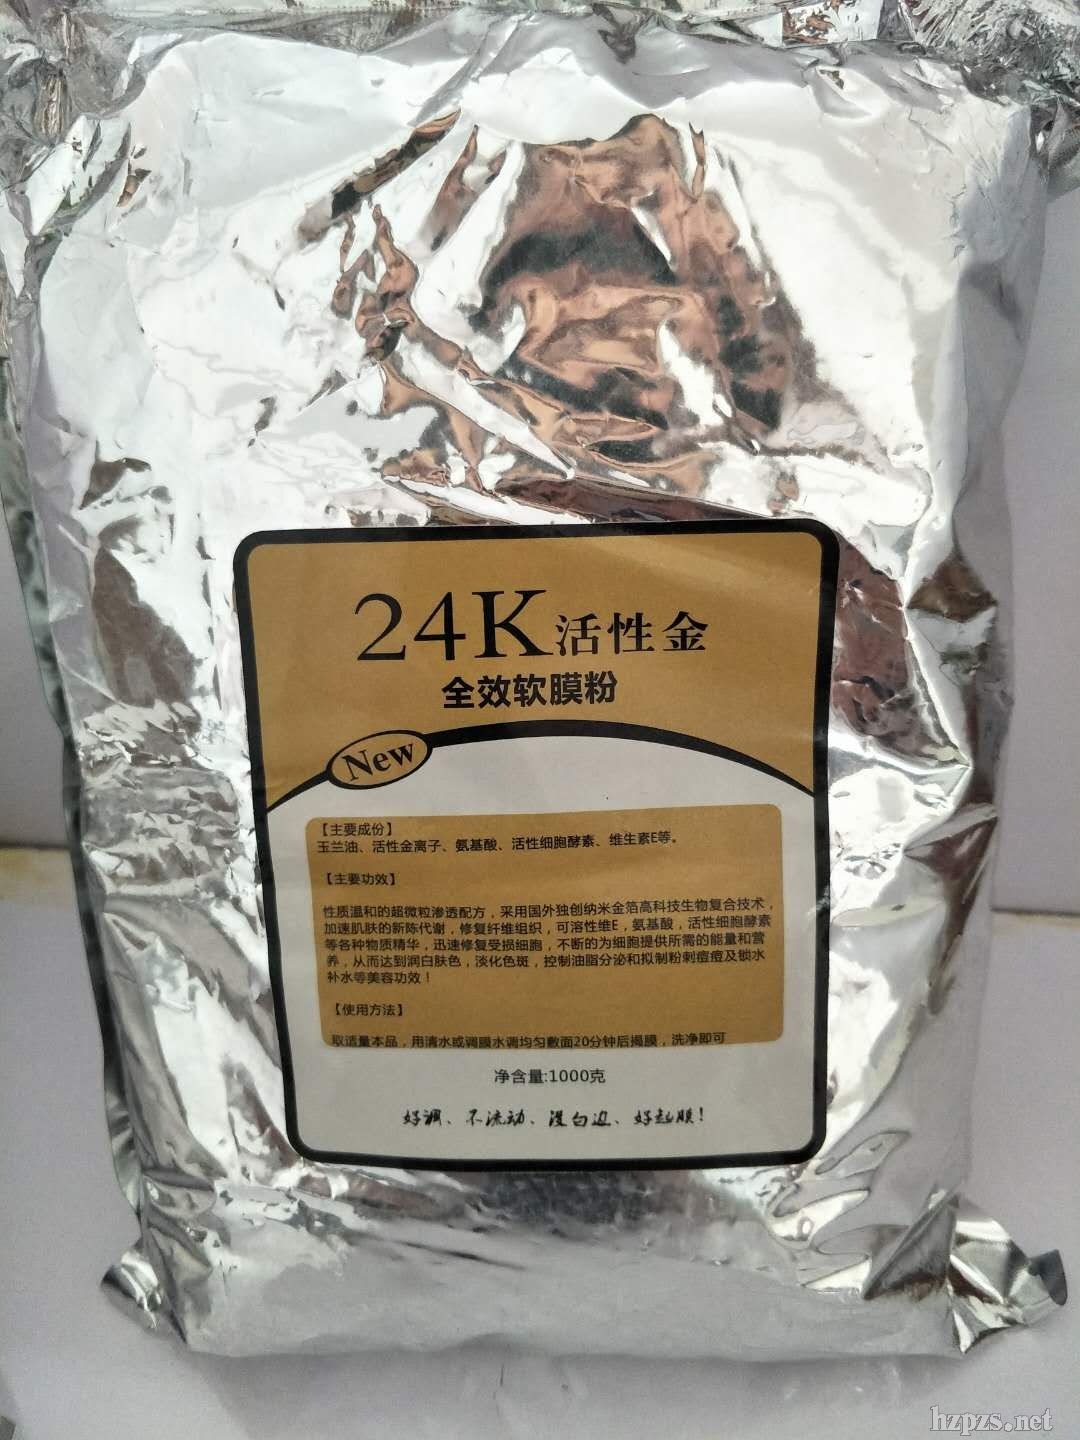 24K活性金
全效软膜粉
New
【主要成份】
玉兰油、活性金离子、氨基酸、活性细胞酵素、维生素E等。
【主要功效】
性质温和的超微粒渗透配方，采用国外独创纳米金箔高科技生物复合技术，
加速肌肤的新陈代谢，修复纤维组织，可溶性维E，氨基酸，活性细胞酵素
等各种物质精华，迅速修复受损细胞，不断的为细胞提供所需的能量和营
养，从而达到润白肤色，淡化色斑，控制油脂分泌和拟制粉刺痘痘及锁水
补水等美容功效！
【使用方法】
取适量本品，用清水或调膜水调均匀敷面20分钟后揭膜，洗净即可
净含量:1000克
好调、不流动、没白边、好起膜！
hzpzs.net